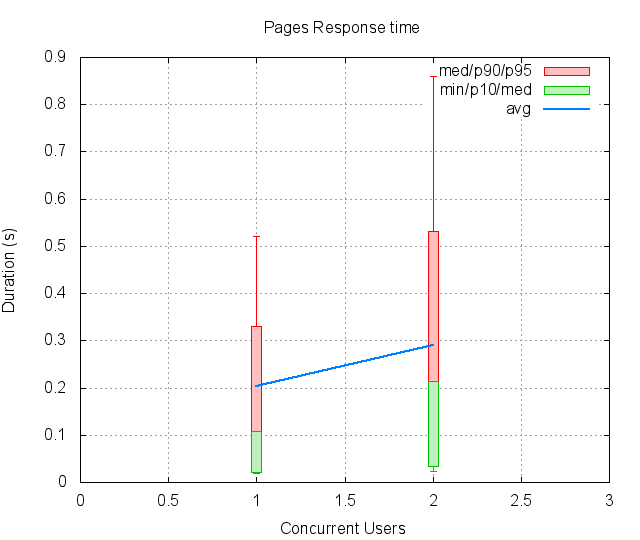 Pages Response time
med/p90/p95
min/p10/med
avg
Duration (s)
0.9
0.8
0.7
0.6
0.5
0.4
0.3
0.2
0.1
0
0 0.5 1 1.5 2 2.5 3
Concurrent Users